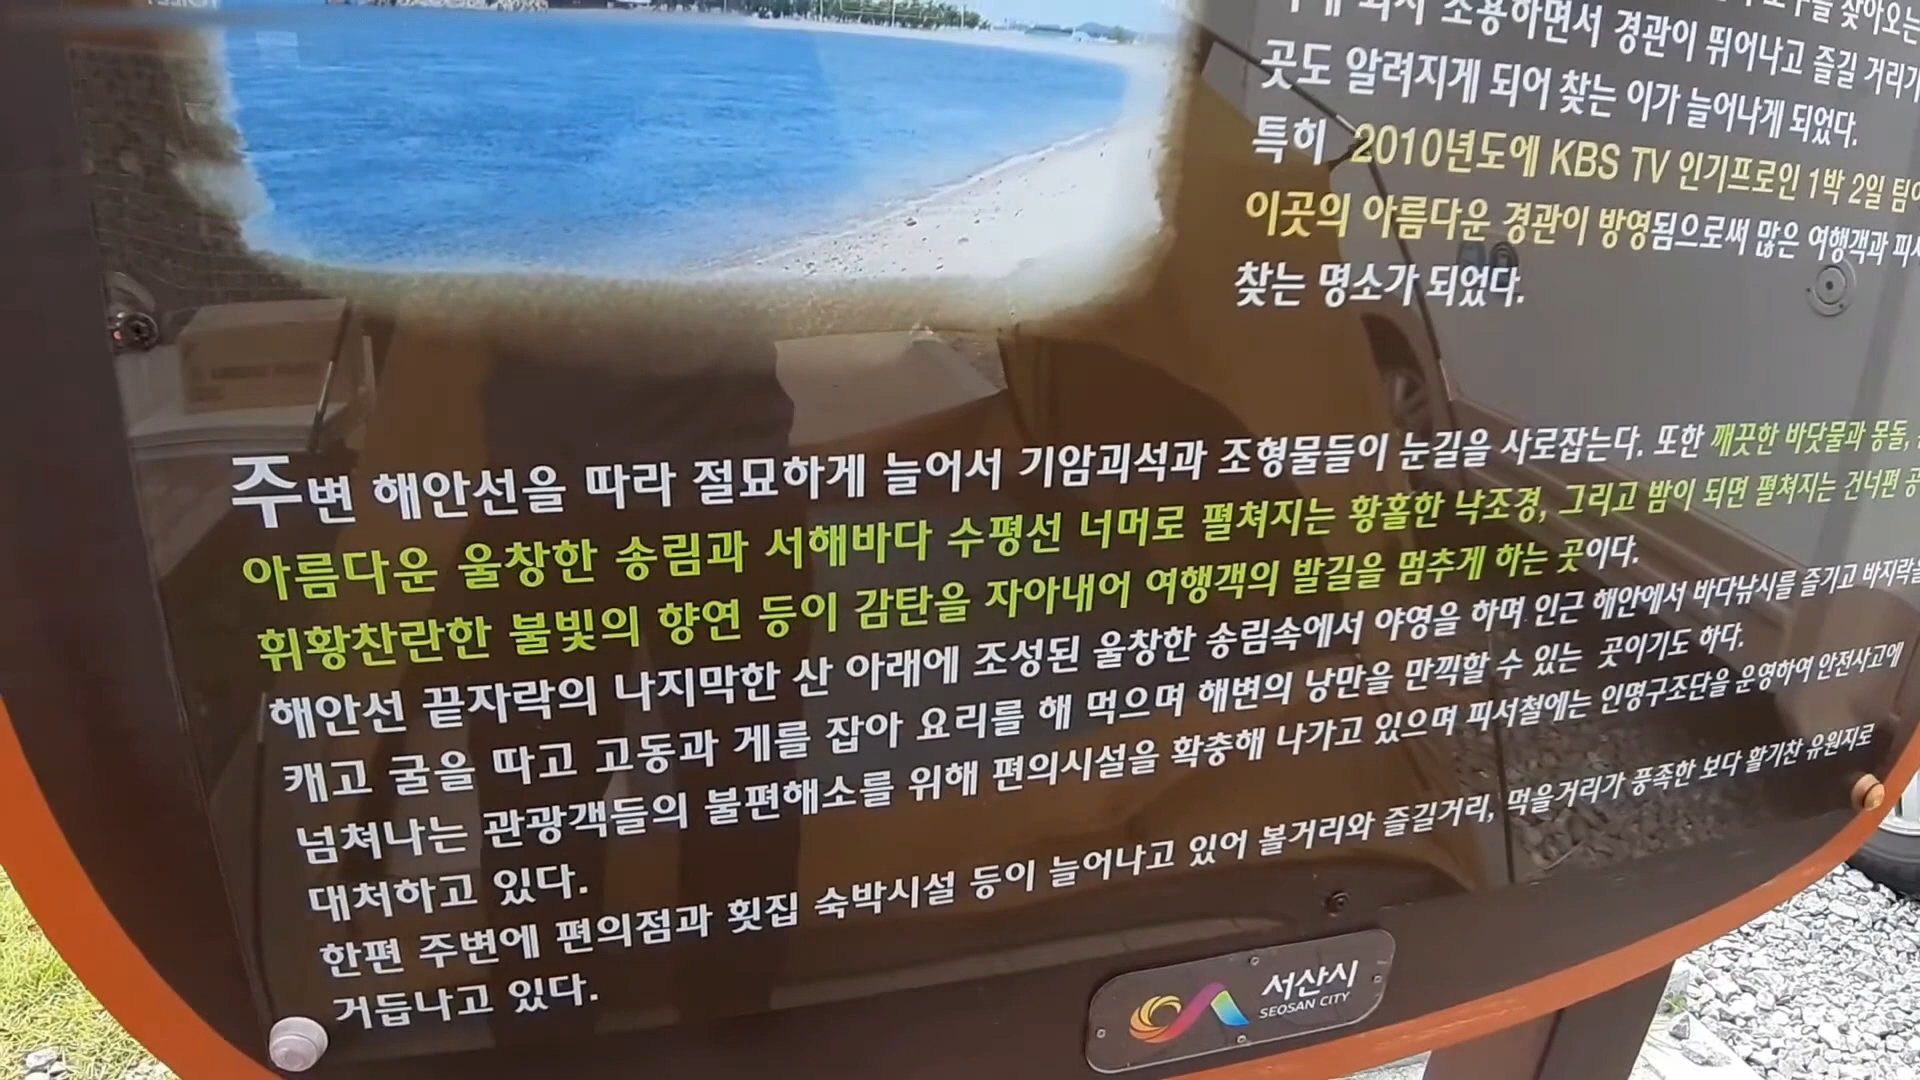 조용하면서 경관이 뛰어나고 즐길 거리가
곳도 알려지게 되어 찾는 이가 늘어나게 되었다.
특히 2010년도에 KBS TV 인기프로인 1박 2일
이곳의 아름다운 경관이 방영됨으로써 많은 여행객과
찾는 명소가 되었다.
주변 해안선을 따라 절묘하게 늘어서 기암괴석과 조형물들이 눈길을 사로잡는다. 또한 깨끗한 바닷물과 몽돌,
아름다운 울창한 송림과 서해바다 수평선 너머로 펼쳐지는 황홀한 낙조경, 그리고 밤이 되면 펼쳐지는 건너편
휘황찬란한 불빛의 향연 등이 감탄을 자아내어 여행객의 발길을 멈추게 하는 곳이다.
해안선 끝자락의 나지막한 산 아래에 조성된 울창한 송림속에서 야영을 하며 인근 해안에서 바다낚시를 즐기고 바지락을
캐고 굴을 따고 고동과 게를 잡아 요리를 해 먹으며 해변의 낭만을 만끽할 수 있는 곳이기도 하다.
넘쳐나는 관광객들의 불편해소를 위해 편의시설을 확충해 나가고 있으며 피서철에는 인명구조단을 운영하여 안전사고에
대처하고 있다.
한편 주변에 편의점과 횟집 숙박시설 등이 늘어나고 있어 볼거리와 즐길거리, 먹을거리가 풍족한 보다 활기찬 유원지로
거듭나고 있다.
서산시
SEOSAN CITY